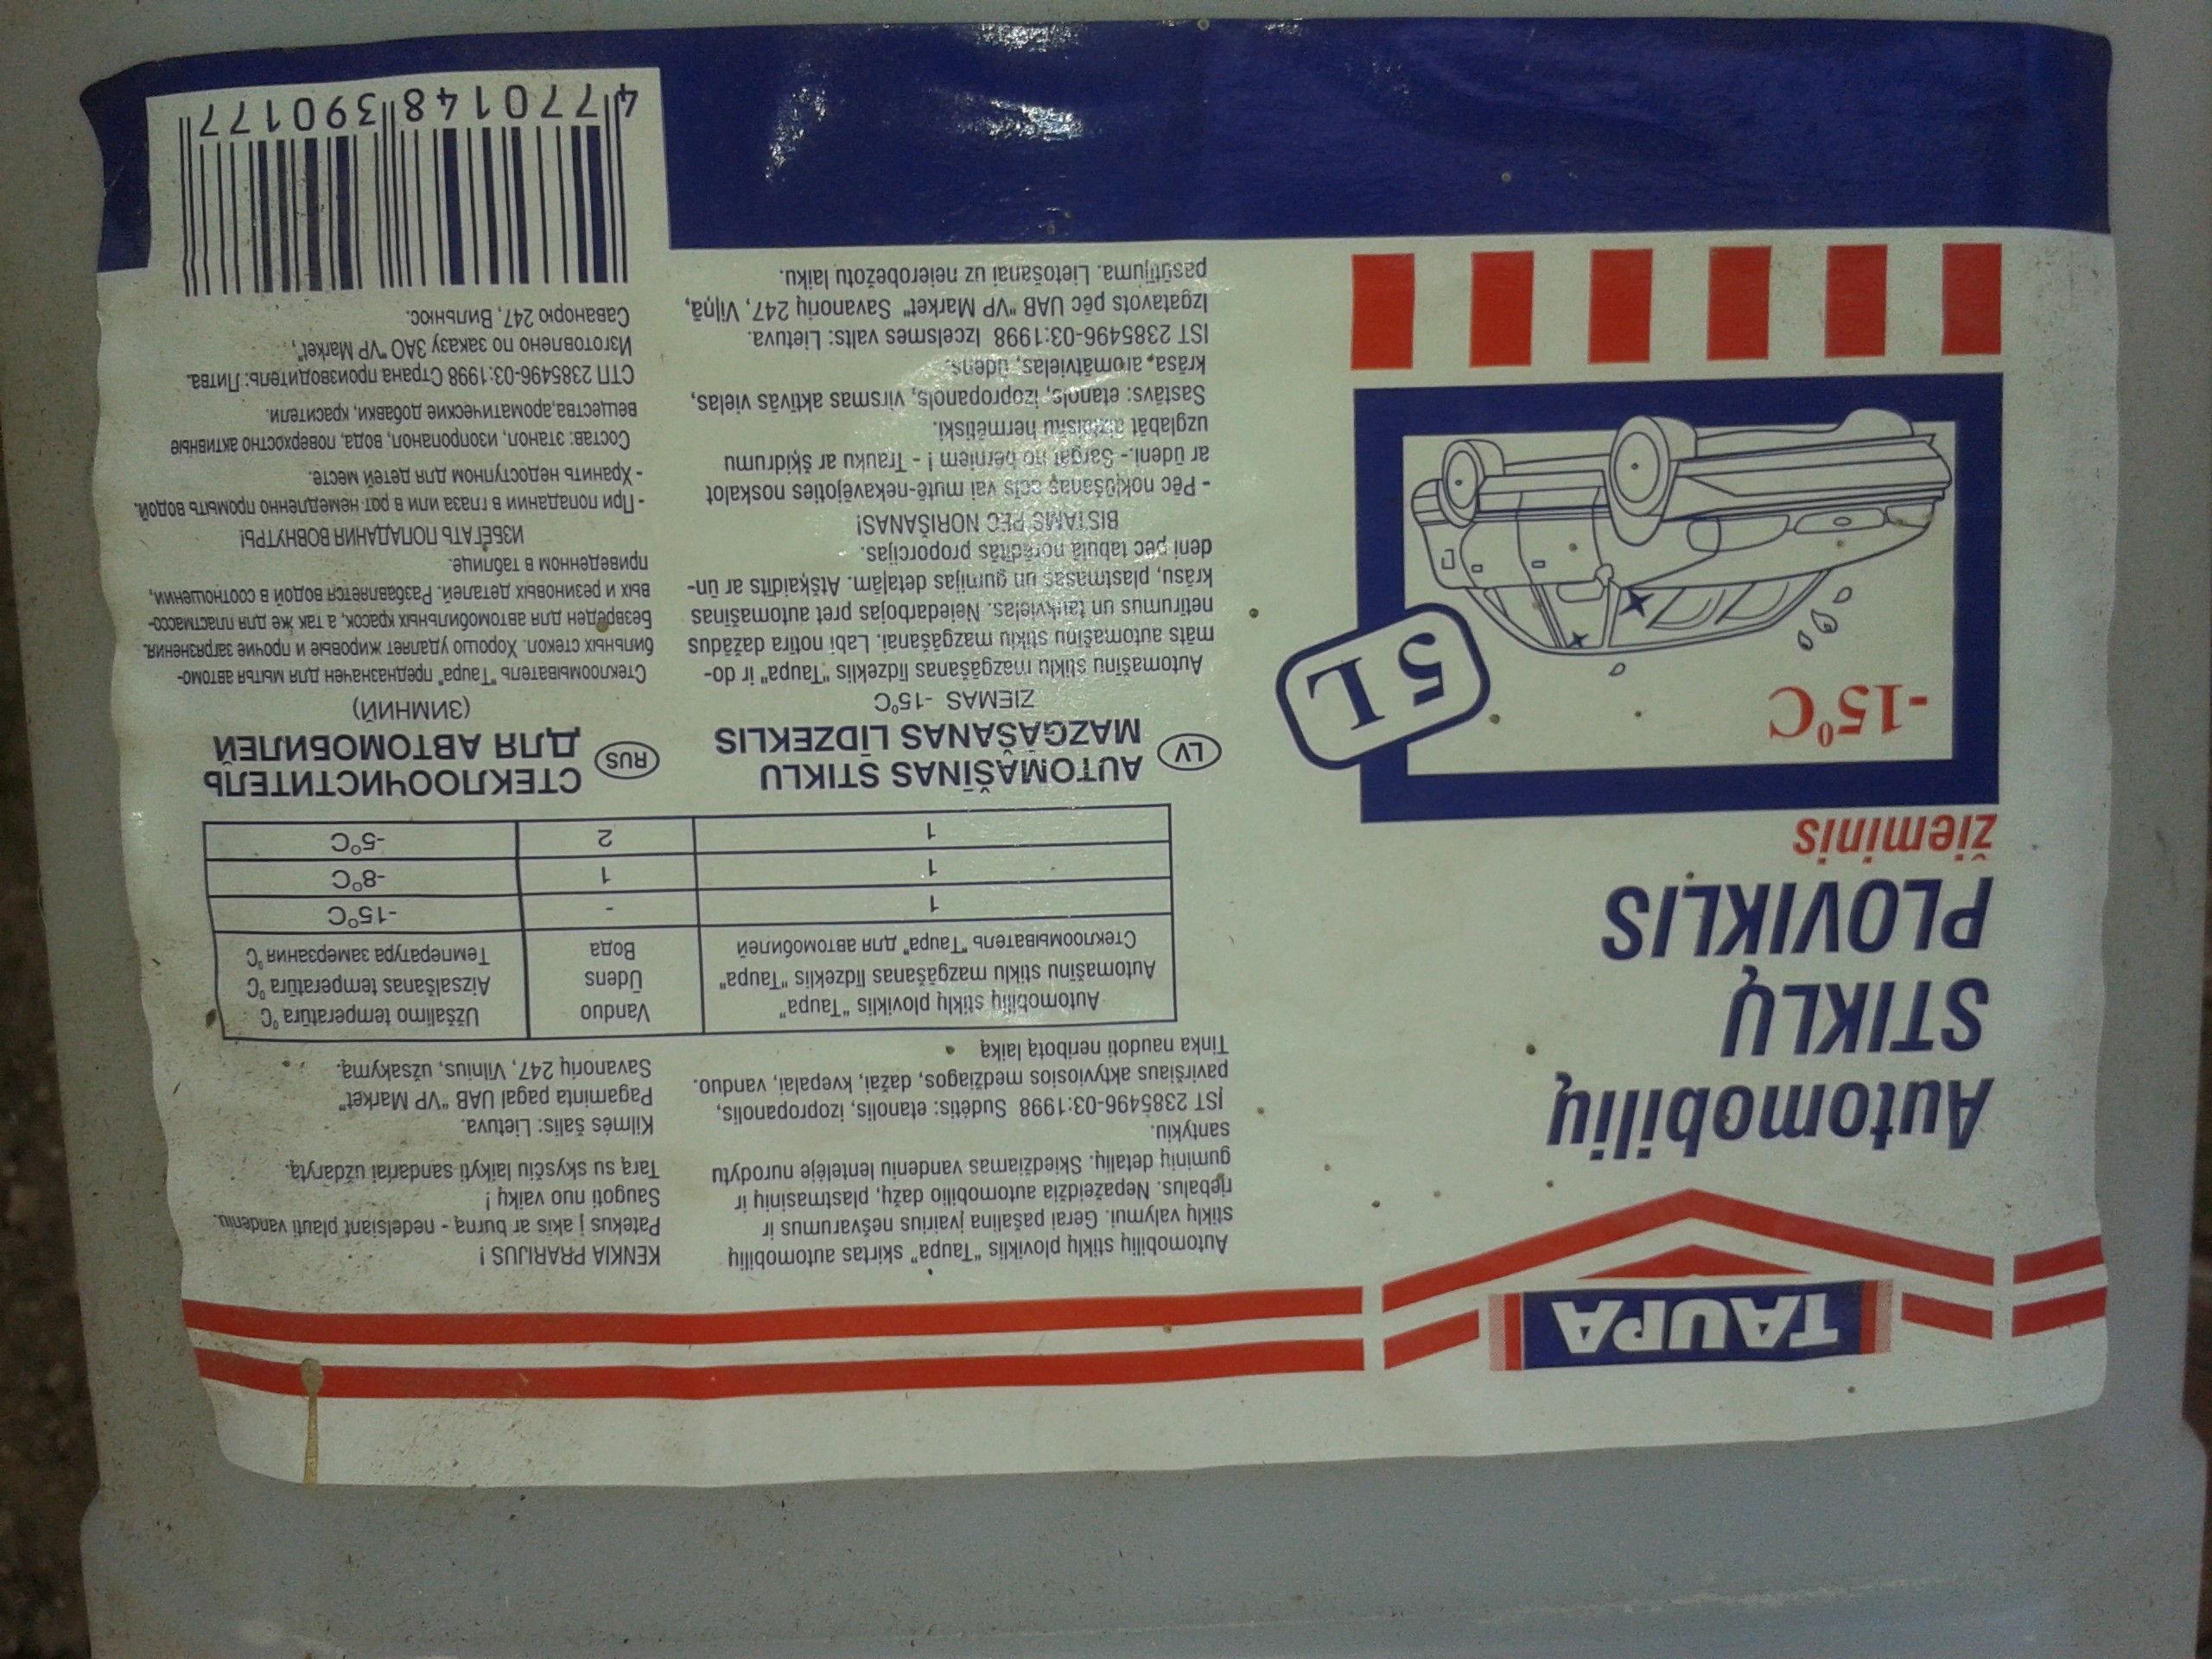 TAUPA
Automobilių
STIKLŲ
PLOVIKLIS
žieminis
-15°C
5 L
Automobilių stiklų ploviklis "Taupa" skirtas automobilių
stiklų valymui. Gerai pašalina įvairius nešvarumus ir
riebalus. Nepažeidžia automobilio dažų, plastmasinių ir
guminių detalių. Skiedžiamas vandeniu lentelėje nurodytu
santykiu.
ĮST 2385496-03:1998 Sudėtis: etanolis, izopropanolis,
paviršiaus aktyviosios medžiagos, dažai, kvepalai, vanduo.
Tinka naudoti neribotą laiką
KENKIA PRARIJUS !
Patekus į akis ar burną - nedelsiant plauti vandeniu.
Saugoti nuo vaikų !
Tarą su skysčiu laikyti sandariai uždarytą.
Kilmės šalis: Lietuva.
Pagaminta pagal UAB "VP Market"
Savanorių 247, Vilnius, užsakymą.
Automobilių stiklų ploviklis "Taupa" Vanduo Užšalimo temperatūra °C
Automašīnu stiklu mazgāšanas līdzeklis "Taupa" Ūdens Aizsalšanas temperatūra °C
Стеклоомыватель "Taupa" для автомобилей Вода Температура замерзания °C
1 - -15°C
1 1 -8°C
1 2 -5°C
LV
AUTOMAŠĪNAS STIKLU
MAZGĀŠANAS LĪDZEKLIS
ZIEMAS -15°C
Automašīnu stiklu mazgāšanas līdzeklis "Taupa" ir do-
māts automašīnu stiklu mazgāšanai. Labi notīra dažādus
netīrumus un taukvielas. Neiedarbojas pret automašīnas
krāsu, plastmasas un gumijas detaļām. Atšķaidīts ar ūn-
deni pēc tabulā norādītās proporcijas.
BĪSTAMS PĒC NORĪŠANAS!
- Pēc nokļūšanas acīs vai mutē-nekavējoties noskalot
ar ūdeni.- Sargāt no bērniem ! - Trauku ar šķidrumu
uzglabāt aiztaisītu hermētiski.
Sastāvs: etanols, izopropanols, virsmas aktīvās vielas,
krāsa, aromātvielas, ūdens.
IST 2385496-03:1998 Izcelsmes valts: Lietuva.
Izgatavots pēc UAB "VP Market" Savanorių 247, Viļņā,
pasūtījuma. Lietošanai uz neierobežotu laiku.
RUS
СТЕКЛООЧИСТИТЕЛЬ
ДЛЯ АВТОМОБИЛЕЙ
(ЗИМНИЙ)
Стеклоомыватель "Taupa" предназначен для мытья автомо-
бильных стекол. Хорошо удаляет жировые и прочие загрязнения.
Безвреден для автомобильных красок, а так же для пластмассо-
вых и резиновых деталей. Разбавляется водой в соотношении,
приведенном в таблице.
ИЗБЕГАТЬ ПОПАДАНИЯ ВОВНУТРЬ!
- При попадании в глаза или в рот немедленно промыть водой.
- Хранить недоступном для детей месте.
Состав: этанол, изопропанол, вода, поверхостно активные
вещества,ароматические добавки, красители.
СТП 2385496-03:1998 Страна производитель: Литва.
Изготовлено по заказу ЗАО "VP Market",
Саванорю 247, Вильнюс.
4 770148 390177